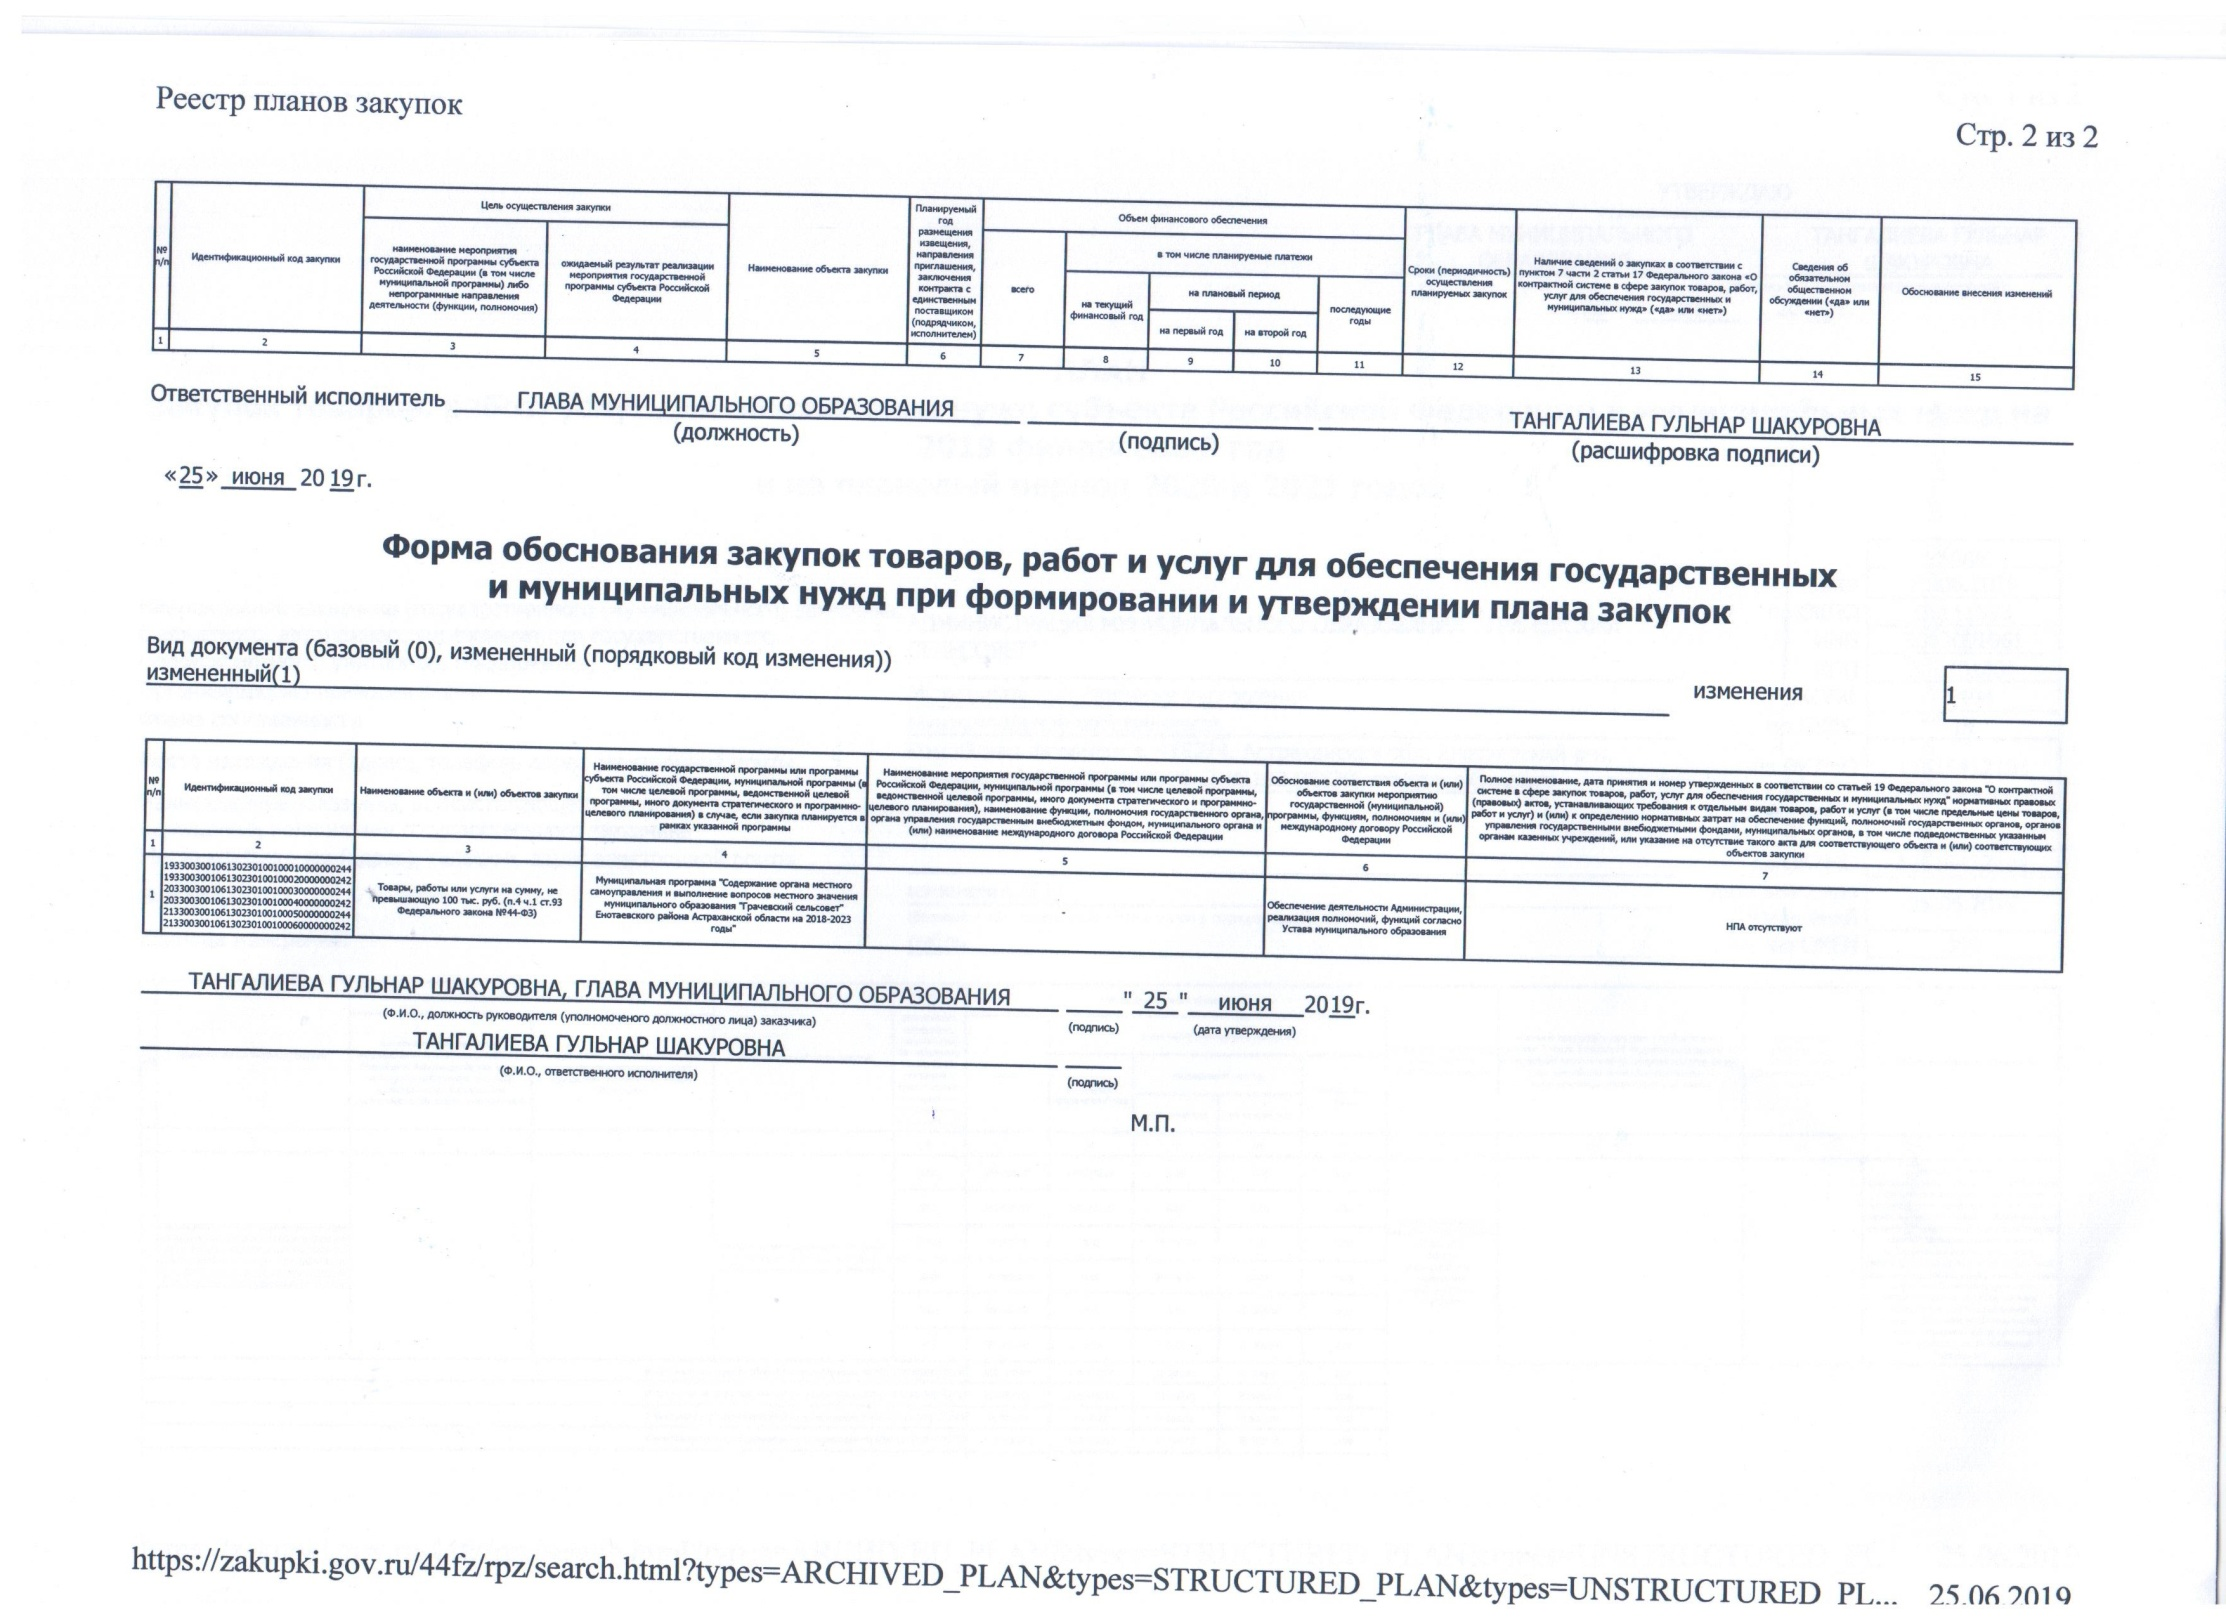 Реестр планов закупок
Стр. 2 из 2
№
п/п
Идентификационный код закупки
Цель осуществления закупки
наименование мероприятия
государственной программы субъекта
Российской Федерации (в том числе
муниципальной программы) либо
непрограммные направления
деятельности (функции, полномочия)
ожидаемый результат реализации
мероприятия государственной
программы субъекта Российской
Федерации
Наименование объекта закупки
Планируемый
год
размещения
извещения,
направления
приглашения,
заключения
контракта с
единственным
поставщиком
(подрядчиком,
исполнителем)
Объем финансового обеспечения
всего
в том числе планируемые платежи
на текущий
финансовый год
на плановый период
на первый год
на второй год
последующие
годы
Сроки (периодичность)
осуществления
планируемых закупок
Наличие сведений о закупках в соответствии с
пунктом 7 части 2 статьи 17 Федерального закона «О
контрактной системе в сфере закупок товаров, работ,
услуг для обеспечения государственных и
муниципальных нужд» («да» или «нет»)
Сведения об
обязательном
общественном
обсуждении («да» или
«нет»)
Обоснование внесения изменений
1 2 3 4 5 6 7 8 9 10 11 12 13 14 15
Ответственный исполнитель ГЛАВА МУНИЦИПАЛЬНОГО ОБРАЗОВАНИЯ ТАНГАЛИЕВА ГУЛЬНАР ШАКУРОВНА
(должность) (подпись) (расшифровка подписи)
«25» июня 20 19 г.
Форма обоснования закупок товаров, работ и услуг для обеспечения государственных
и муниципальных нужд при формировании и утверждении плана закупок
Вид документа (базовый (0), измененный (порядковый код изменения))
измененный(1)
изменения 1
№
п/п
Идентификационный код закупки
Наименование объекта и (или) объектов закупки
Наименование государственной программы или программы
субъекта Российской Федерации, муниципальной программы (в
том числе целевой программы, ведомственной целевой
программы, иного документа стратегического и программно-
целевого планирования) в случае, если закупка планируется в
рамках указанной программы
Наименование мероприятия государственной программы или программы субъекта
Российской Федерации, муниципальной программы (в том числе целевой программы,
ведомственной целевой программы, иного документа стратегического и программно-
целевого планирования), наименование функции, полномочия государственного органа,
органа управления государственным внебюджетным фондом, муниципального органа и
(или) наименование международного договора Российской Федерации
Обоснование соответствия объекта и (или)
объектов закупки мероприятию
государственной (муниципальной)
программы, функциям, полномочиям и (или)
международному договору Российской
Федерации
Полное наименование, дата принятия и номер утвержденных в соответствии со статьей 19 Федерального закона "О контрактной
системе в сфере закупок товаров, работ, услуг для обеспечения государственных и муниципальных нужд" нормативных правовых
(правовых) актов, устанавливающих требования к отдельным видам товаров, работ и услуг (в том числе предельные цены товаров,
работ и услуг) и (или) к определению нормативных затрат на обеспечение функций, полномочий государственных органов, органов
управления государственными внебюджетными фондами, муниципальных органов, в том числе подведомственных указанным
органам казенных учреждений, или указание на отсутствие такого акта для соответствующего объекта и (или) соответствующих
объектов закупки
1 2 3 4 5 6 7
1
193300300106130230100100010000000244
193300300106130230100100020000000242
203300300106130230100100030000000244
203300300106130230100100040000000242
213300300106130230100100050000000244
213300300106130230100100060000000242
Товары, работы или услуги на сумму, не
превышающую 100 тыс. руб. (п.4 ч.1 ст.93
Федерального закона №44-ФЗ)
Муниципальная программа "Содержание органа местного
самоуправления и выполнение вопросов местного значения
муниципального образования "Грачевский сельсовет"
Енотаевского района Астраханской области на 2018-2023
годы"
-
Обеспечение деятельности Администрации,
реализация полномочий, функций согласно
Устава муниципального образования
НПА отсутствуют
ТАНГАЛИЕВА ГУЛЬНАР ШАКУРОВНА, ГЛАВА МУНИЦИПАЛЬНОГО ОБРАЗОВАНИЯ " 25 " июня 2019г.
(Ф.И.О., должность руководителя (уполномоченого должностного лица) заказчика) (подпись) (дата утверждения)
ТАНГАЛИЕВА ГУЛЬНАР ШАКУРОВНА
(Ф.И.О., ответственного исполнителя) (подпись)
М.П.
https://zakupki.gov.ru/44fz/rpz/search.html?types=ARCHIVED_PLAN&types=STRUCTURED_PLAN&types=UNSTRUCTURED_PL... 25.06.2019